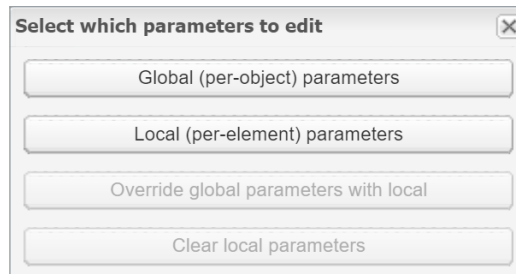 Select which parameters to edit
Global (per-object) parameters
Local (per-element) parameters
Override global parameters with local
Clear local parameters